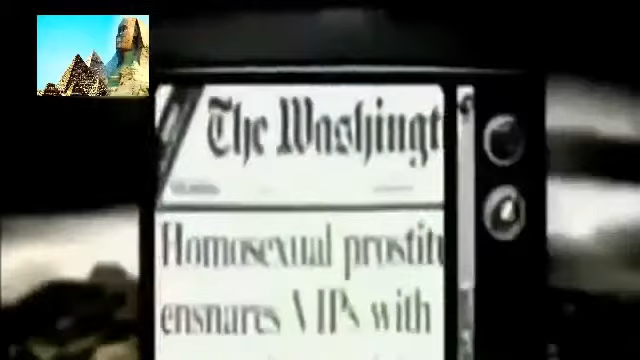 The Washingt
Homosexual prostitu
ensnares VIPs with